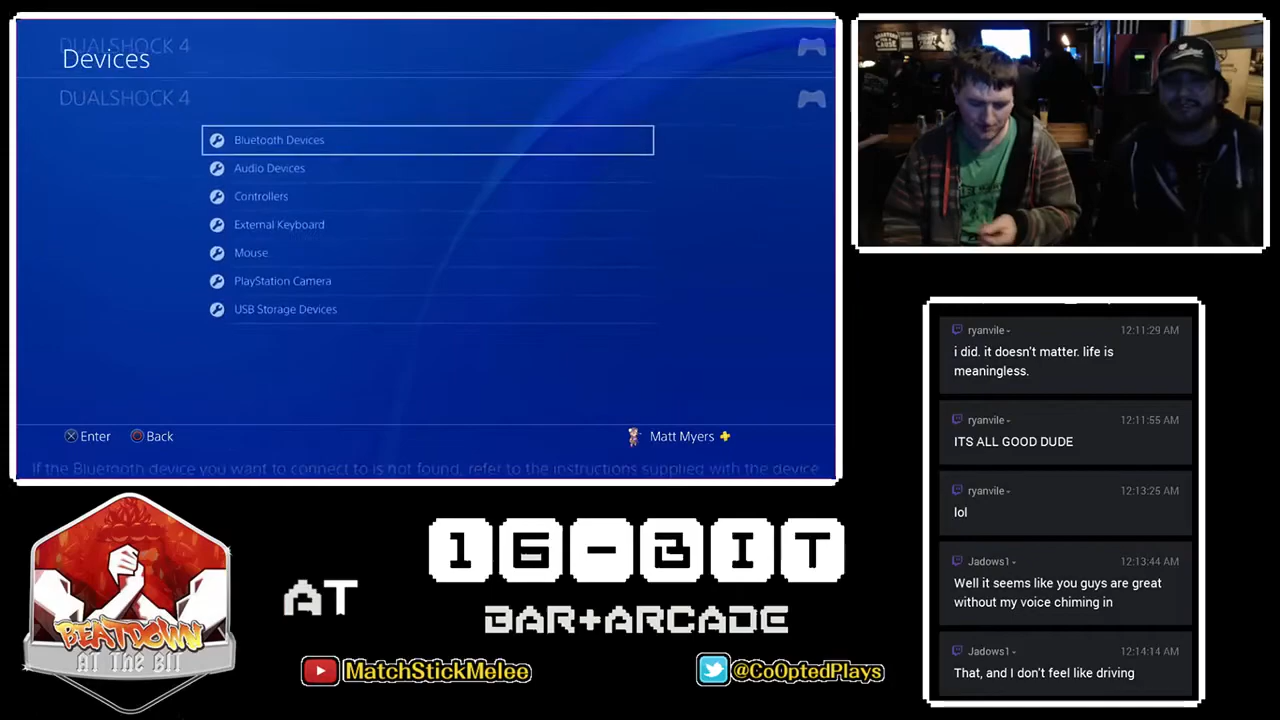 DUALSHOCK 4
Devices
DUALSHOCK 4
Bluetooth Devices
Audio Devices
Controllers
External Keyboard
Mouse
PlayStation Camera
USB Storage Devices
Enter
Back
Matt Myers
If the Bluetooth device you want to connect to is not found, refer to the instructions supplied with the device
ryanvile-
12:11:29 AM
i did. it doesn't matter. life is
meaningless.
ryanvile-
12:11:55 AM
ITS ALL GOOD DUDE
ryanvile-
12:13:25 AM
lol
Jadows1-
12:13:44 AM
Well it seems like you guys are great
without my voice chiming in
Jadows1-
12:14:14 AM
That, and I don't feel like driving
BEATDOWN
AT THE BIT
AT
16-BIT
BAR+ARCADE
MatchStickMelee
@CoOptedPlays